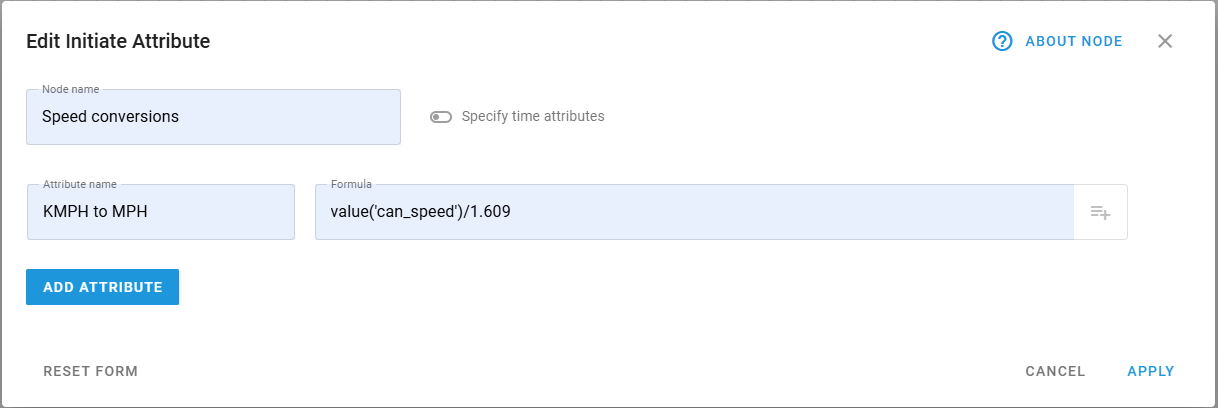 Edit Initiate Attribute
ABOUT NODE
Node name
Speed conversions
Specify time attributes
Attribute name
KMPH to MPH
Formula
value('can_speed')/1.609
ADD ATTRIBUTE
RESET FORM
CANCEL
APPLY